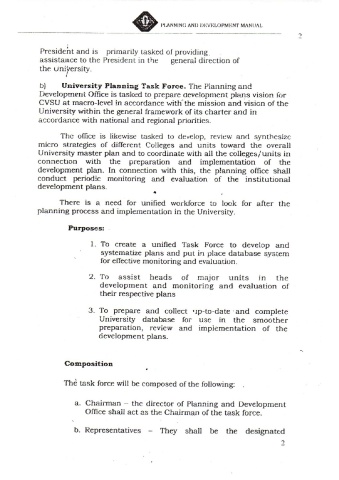 PLANNING AND DEVELOPMENT MANUAL
2
President and is primarily tasked of providing
assistance to the President in the general direction of
the university.
b) University Planning Task Force. The Planning and
Development Office is tasked to prepare development plans vision for
CVSU at macro-level in accordance with the mission and vision of the
University within the general framework of its charter and in
accordance with national and regional priorities.
The office is likewise tasked to develop, review and synthesize
micro strategies of different Colleges and units toward the overall
University master plan and to coordinate with all the colleges/units in
connection with the preparation and implementation of the
development plan. In connection with this, the planning office shall
conduct periodic monitoring and evaluation of the institutional
development plans.
There is a need for unified workforce to look for after the
planning process and implementation in the University.
Purposes:
1. To create a unified Task Force to develop and
systematize plans and put in place database system
for effective monitoring and evaluation.
2. To assist heads of major units in the
development and monitoring and evaluation of
their respective plans
3. To prepare and collect up-to-date and complete
University database for use in the smoother
preparation, review and implementation of the
development plans.
Composition
The task force will be composed of the following:
a. Chairman – the director of Planning and Development
Office shall act as the Chairman of the task force.
b. Representatives – They shall be the designated
2